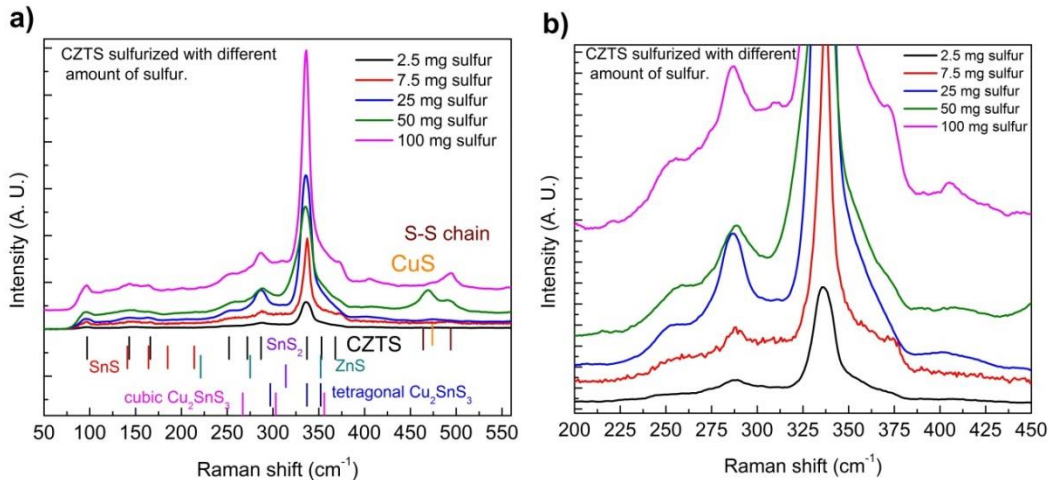 a)
CZTS sulfurized with different
amount of sulfur.
2.5 mg sulfur
7.5 mg sulfur
25 mg sulfur
50 mg sulfur
100 mg sulfur
S-S chain
CuS
SnS₂
CZTS
SnS
ZnS
cubic Cu₂SnS₃
tetragonal Cu₂SnS₃
50 100 150 200 250 300 350 400 450 500 550
Raman shift (cm⁻¹)
Intensity (A. U.)
b)
CZTS sulfurized with different
amount of sulfur.
2.5 mg sulfur
7.5 mg sulfur
25 mg sulfur
50 mg sulfur
100 mg sulfur
200 225 250 275 300 325 350 375 400 425 450
Raman shift (cm⁻¹)
Intensity (A. U.)